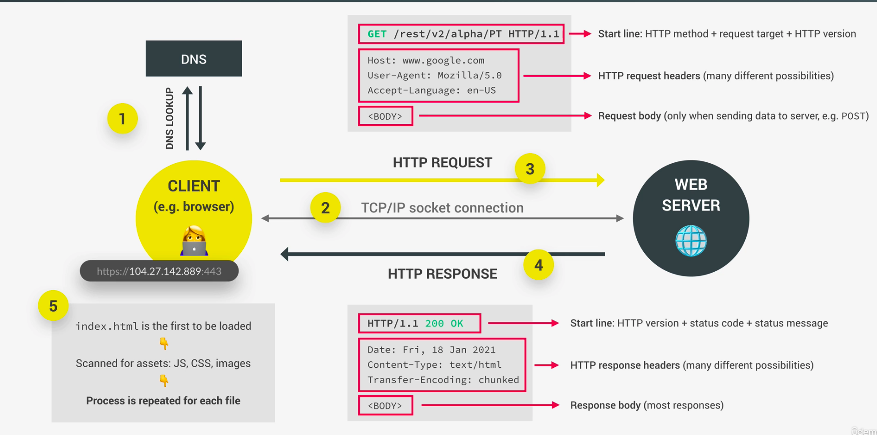 DNS
DNS LOOKUP
1
CLIENT
(e.g. browser)
https://104.27.142.889:443
GET /rest/v2/alpha/PT HTTP/1.1
Start line: HTTP method + request target + HTTP version
Host: www.google.com
User-Agent: Mozilla/5.0
Accept-Language: en-US
HTTP request headers (many different possibilities)
<BODY>
Request body (only when sending data to server, e.g. POST)
HTTP REQUEST
3
2
TCP/IP socket connection
4
HTTP RESPONSE
WEB
SERVER
5
index.html is the first to be loaded
Scanned for assets: JS, CSS, images
Process is repeated for each file
HTTP/1.1 200 OK
Start line: HTTP version + status code + status message
Date: Fri, 18 Jan 2021
Content-Type: text/html
Transfer-Encoding: chunked
HTTP response headers (many different possibilities)
<BODY>
Response body (most responses)